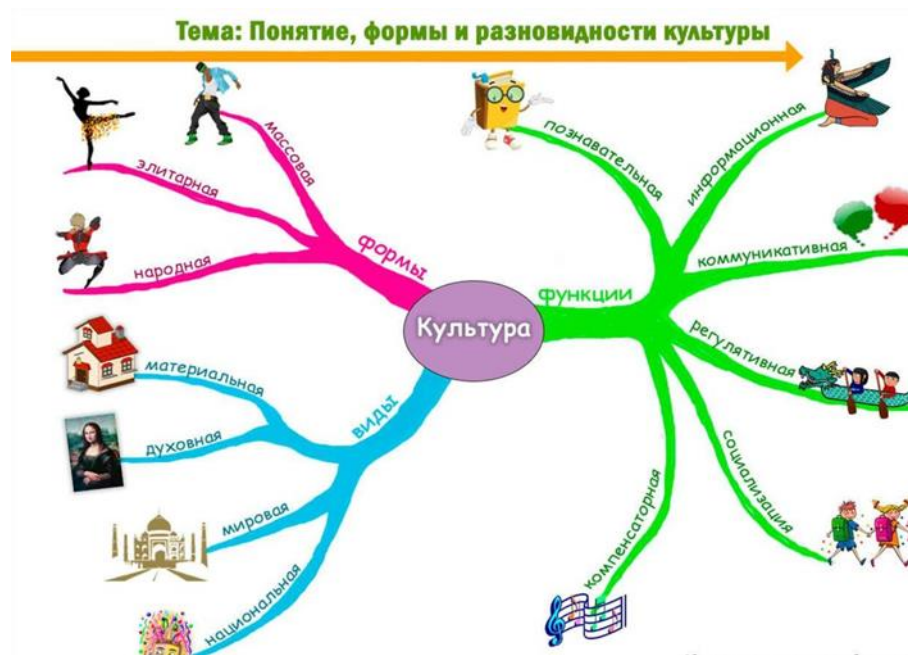 Тема: Понятие, формы и разновидности культуры
массовая
элитарная
народная
формы
Культура
функции
познавательная
информационная
коммуникативная
регулятивная
социализация
компенсаторная
виды
материальная
духовная
мировая
национальная